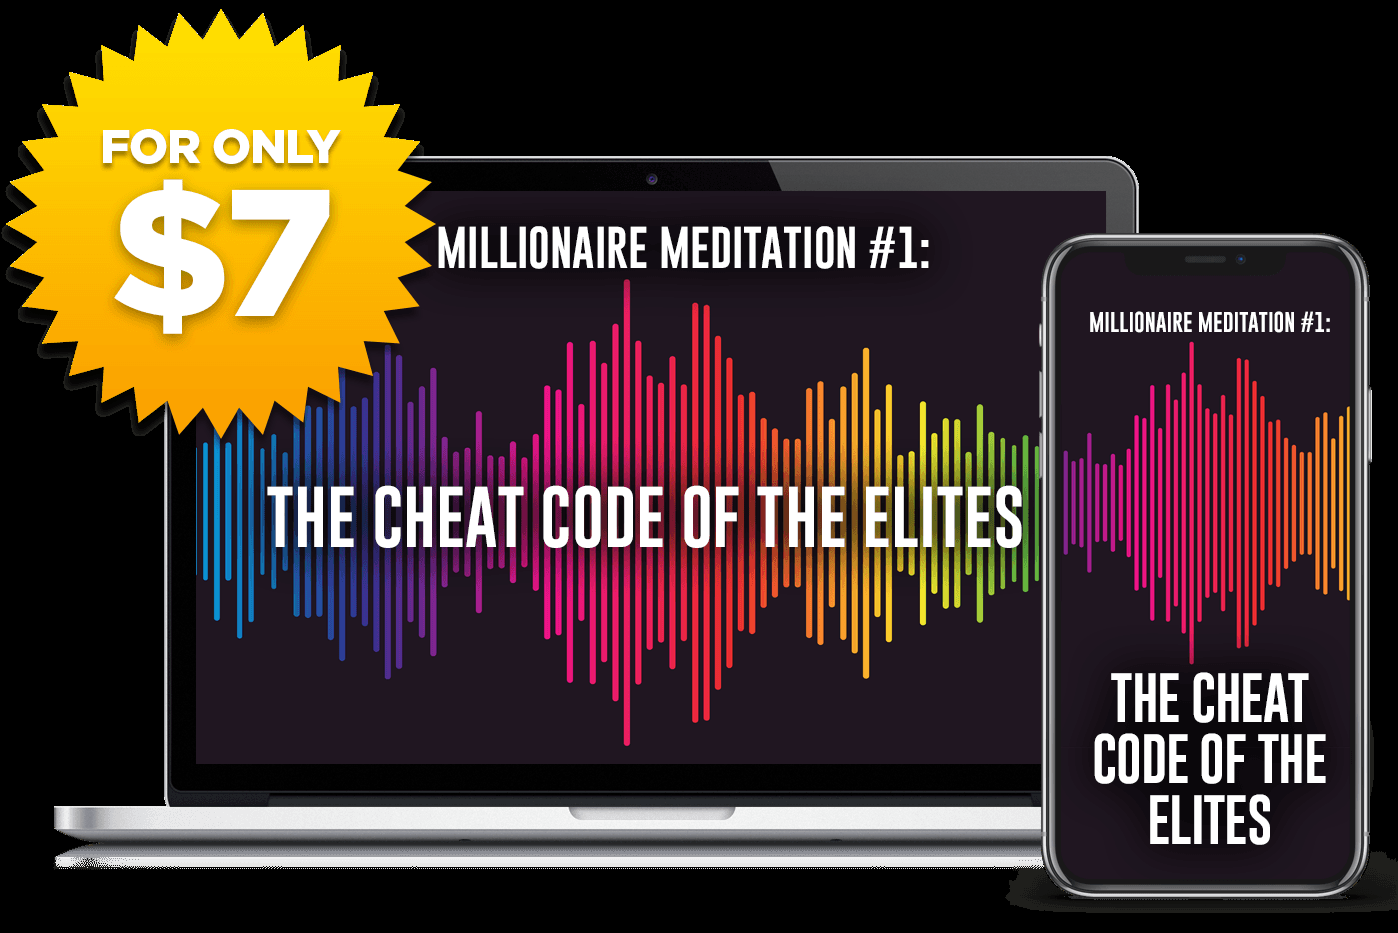 FOR ONLY
$7
MILLIONAIRE MEDITATION #1:
THE CHEAT CODE OF THE ELITES
MILLIONAIRE MEDITATION #1:
THE CHEAT
CODE OF THE
ELITES